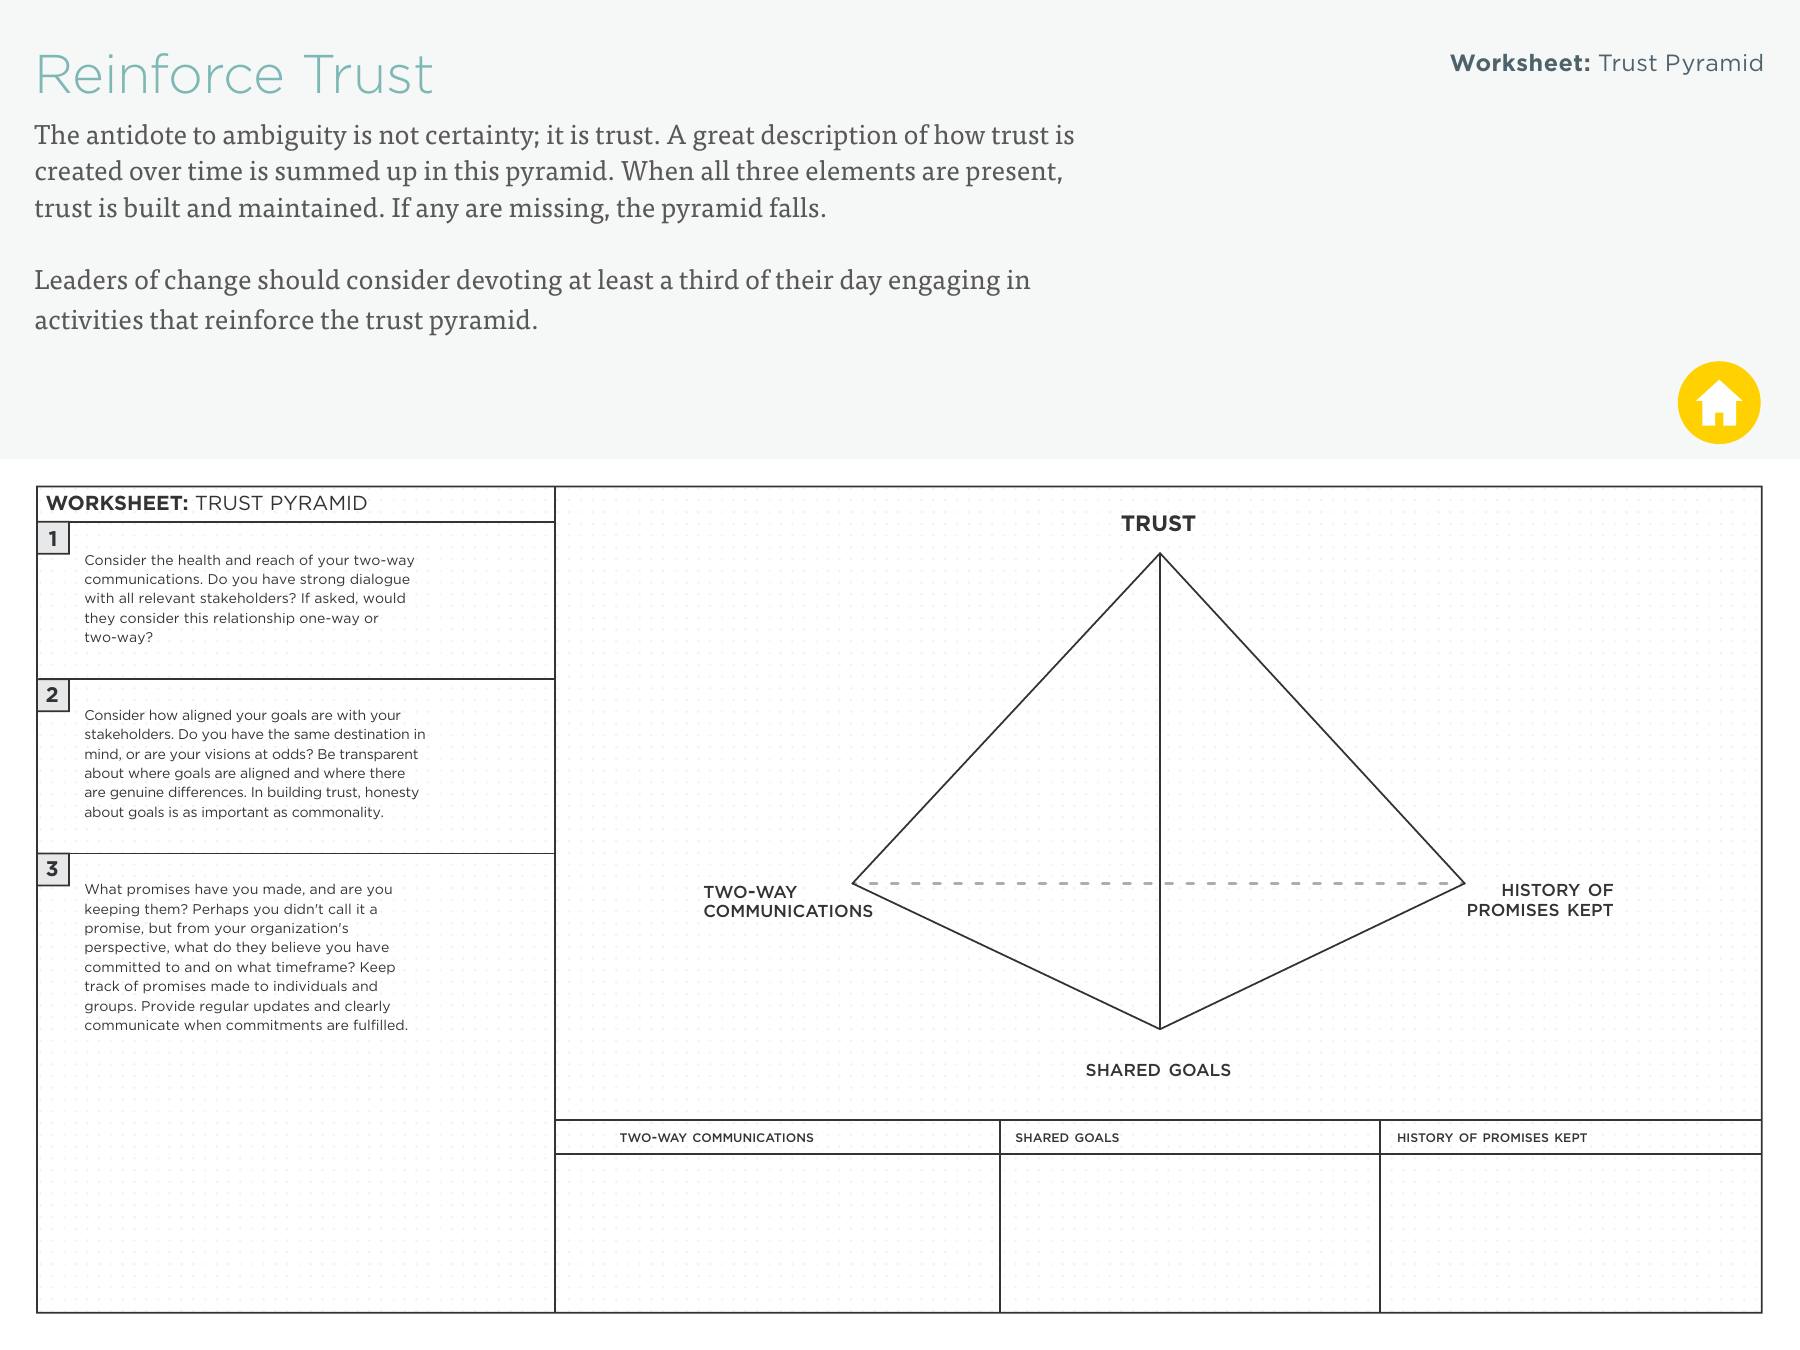 Reinforce Trust
Worksheet: Trust Pyramid
The antidote to ambiguity is not certainty; it is trust. A great description of how trust is
created over time is summed up in this pyramid. When all three elements are present,
trust is built and maintained. If any are missing, the pyramid falls.
Leaders of change should consider devoting at least a third of their day engaging in
activities that reinforce the trust pyramid.
WORKSHEET: TRUST PYRAMID
1
Consider the health and reach of your two-way
communications. Do you have strong dialogue
with all relevant stakeholders? If asked, would
they consider this relationship one-way or
two-way?
2
Consider how aligned your goals are with your
stakeholders. Do you have the same destination in
mind, or are your visions at odds? Be transparent
about where goals are aligned and where there
are genuine differences. In building trust, honesty
about goals is as important as commonality.
3
What promises have you made, and are you
keeping them? Perhaps you didn't call it a
promise, but from your organization's
perspective, what do they believe you have
committed to and on what timeframe? Keep
track of promises made to individuals and
groups. Provide regular updates and clearly
communicate when commitments are fulfilled.
TRUST
TWO-WAY
COMMUNICATIONS
HISTORY OF
PROMISES KEPT
SHARED GOALS
TWO-WAY COMMUNICATIONS
SHARED GOALS
HISTORY OF PROMISES KEPT